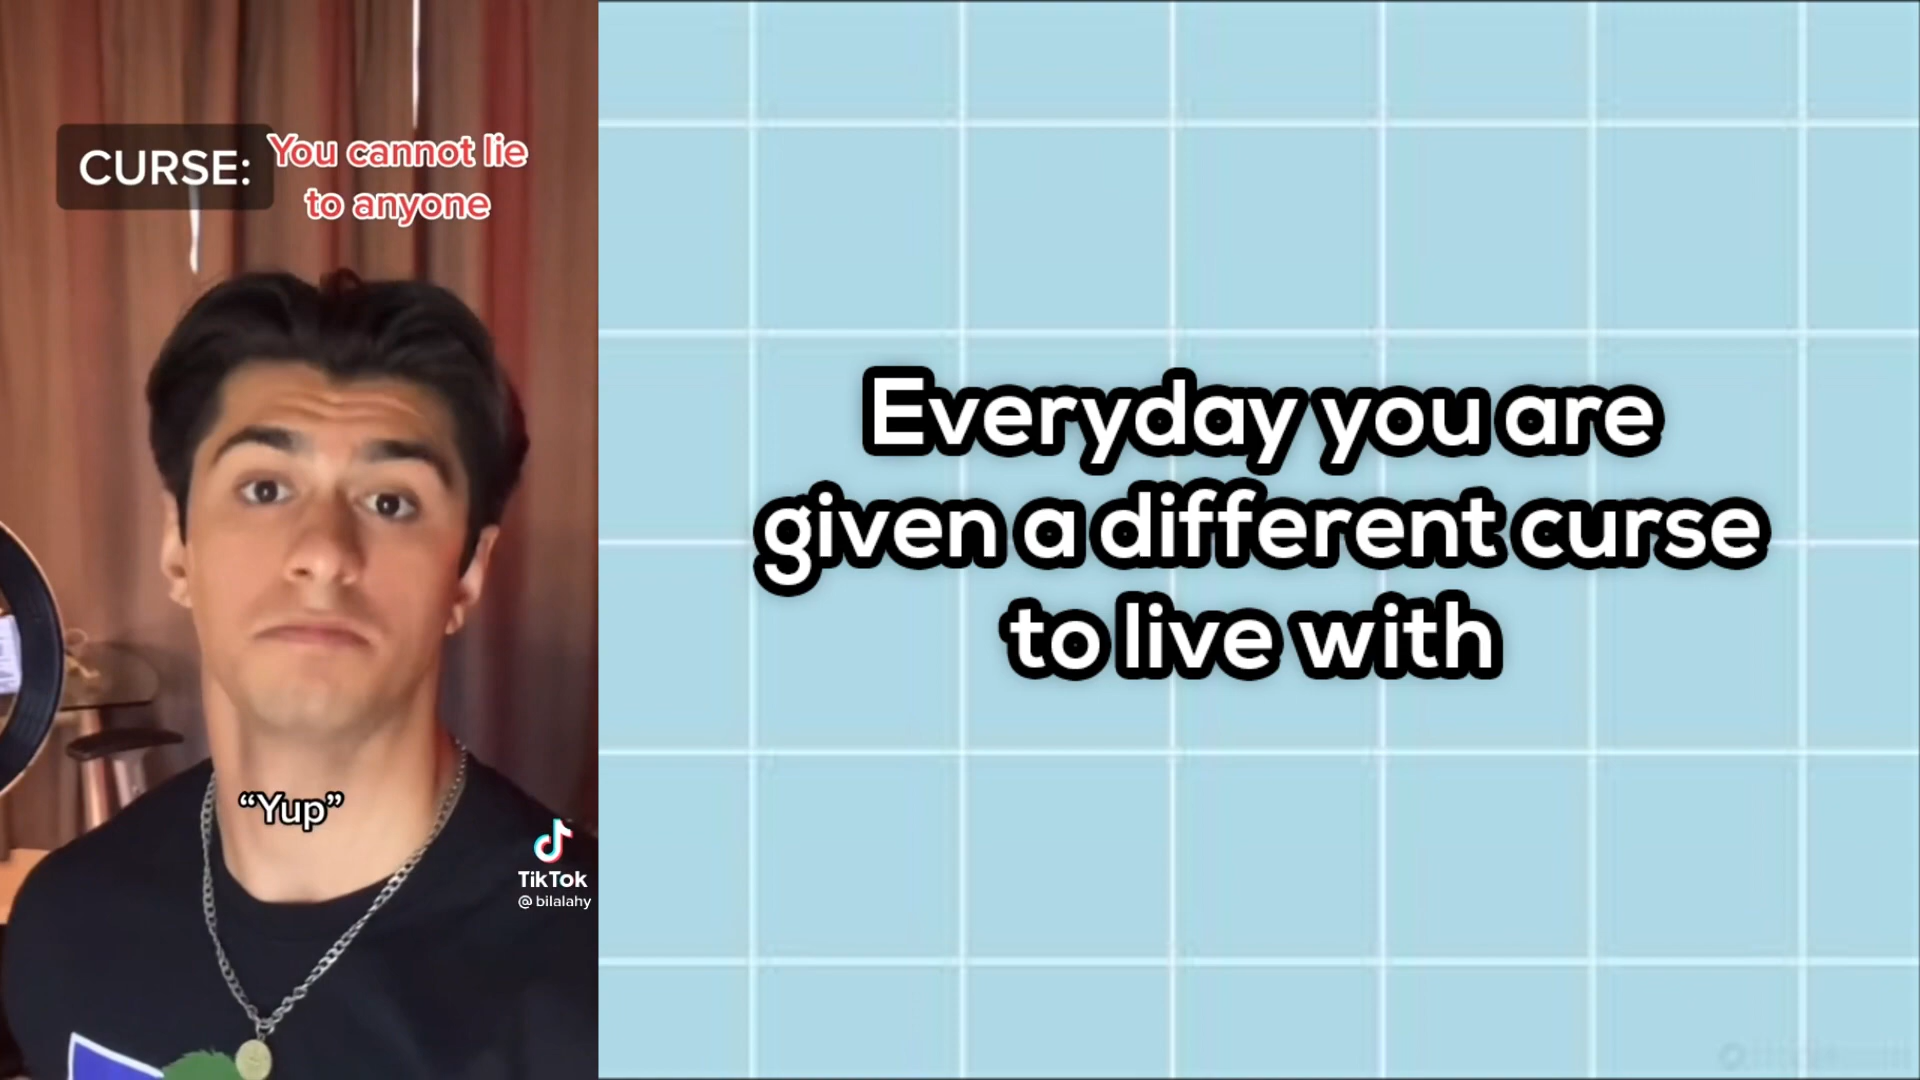 CURSE:
You cannot lie
to anyone
“Yup”
TikTok
@bilalahy
Everyday you are
given a different curse
to live with